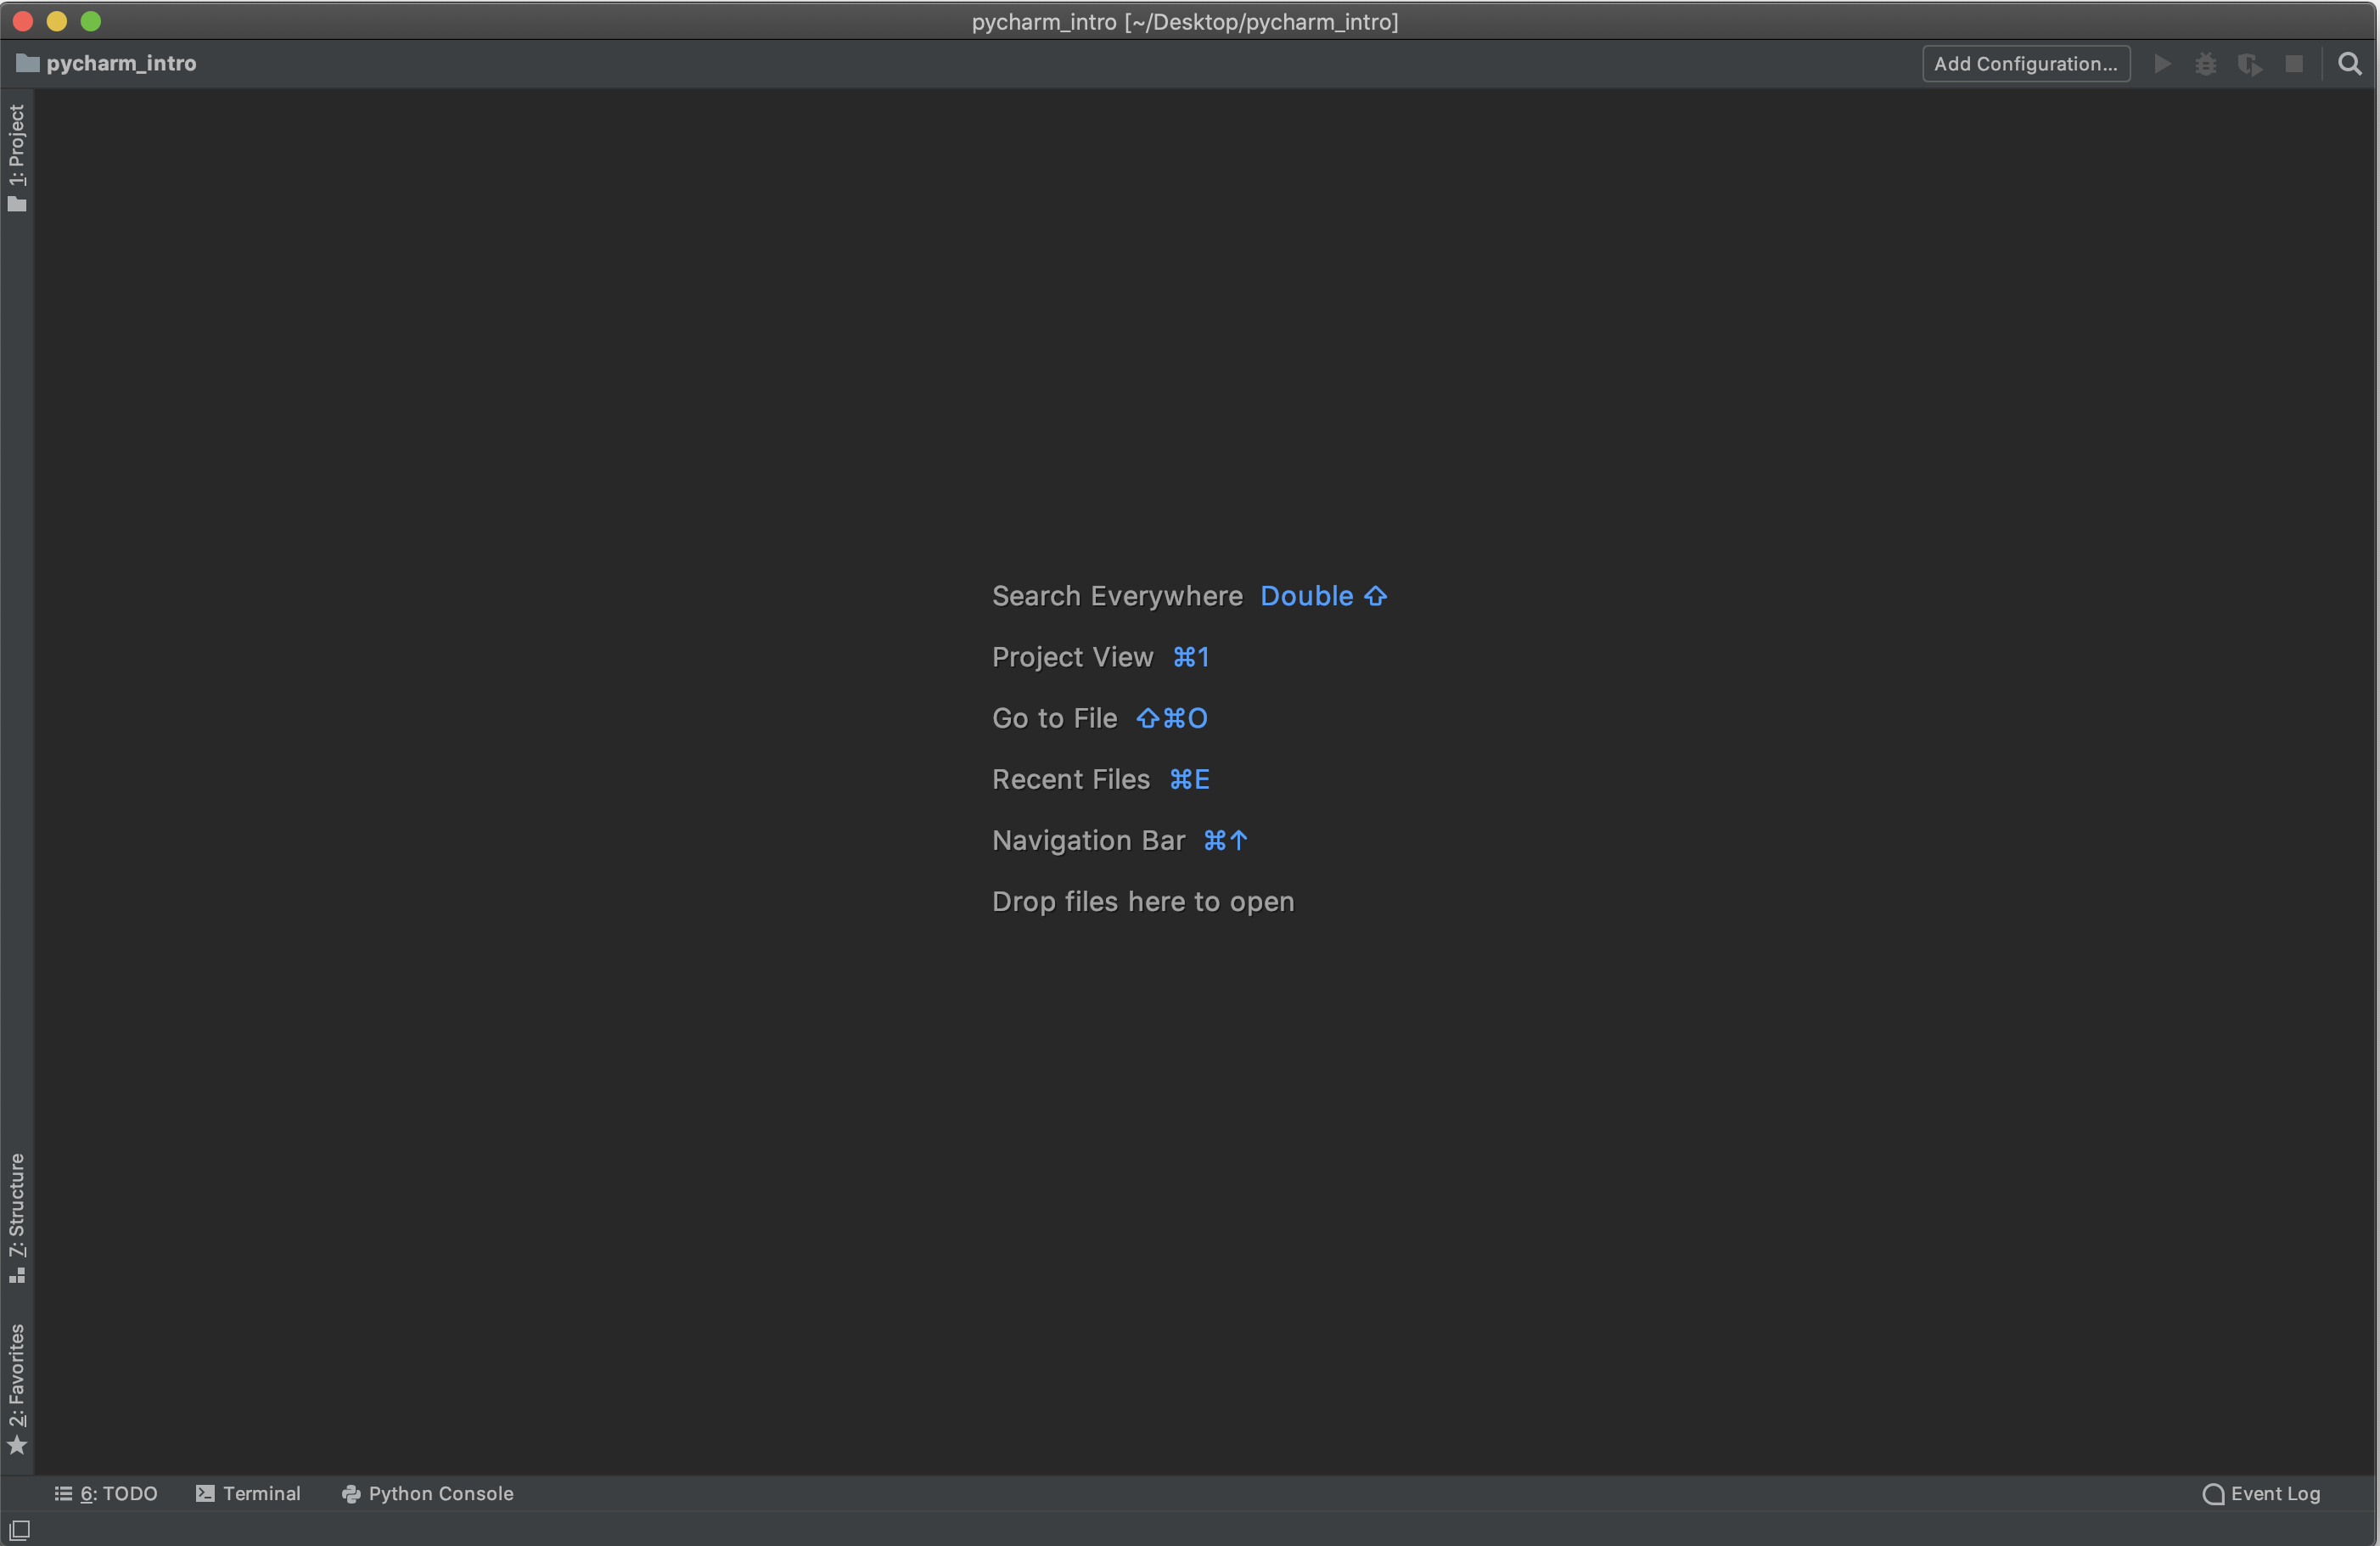 pycharm_intro [~/Desktop/pycharm_intro]
pycharm_intro
Add Configuration...
1: Project
Search Everywhere Double ⇧
Project View ⌘1
Go to File ⇧⌘O
Recent Files ⌘E
Navigation Bar ⌘↑
Drop files here to open
7: Structure
2: Favorites
6: TODO
Terminal
Python Console
Event Log